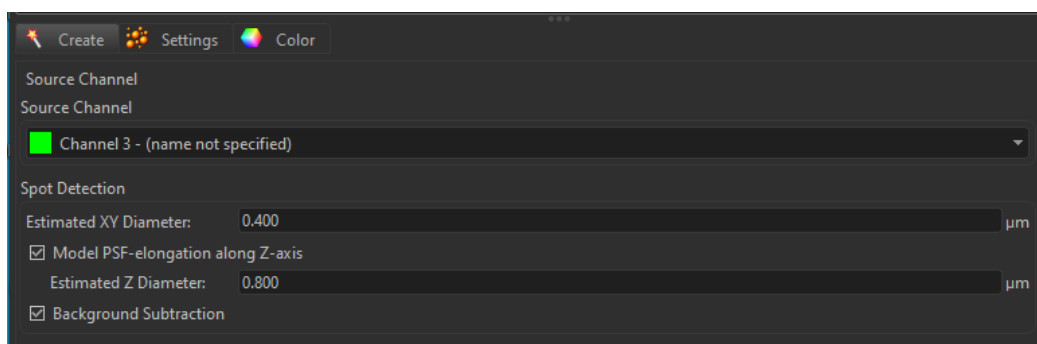 Create Settings Color
Source Channel
Source Channel
Channel 3 - (name not specified)
Spot Detection
Estimated XY Diameter: 0.400 µm
Model PSF-elongation along Z-axis
Estimated Z Diameter: 0.800 µm
Background Subtraction